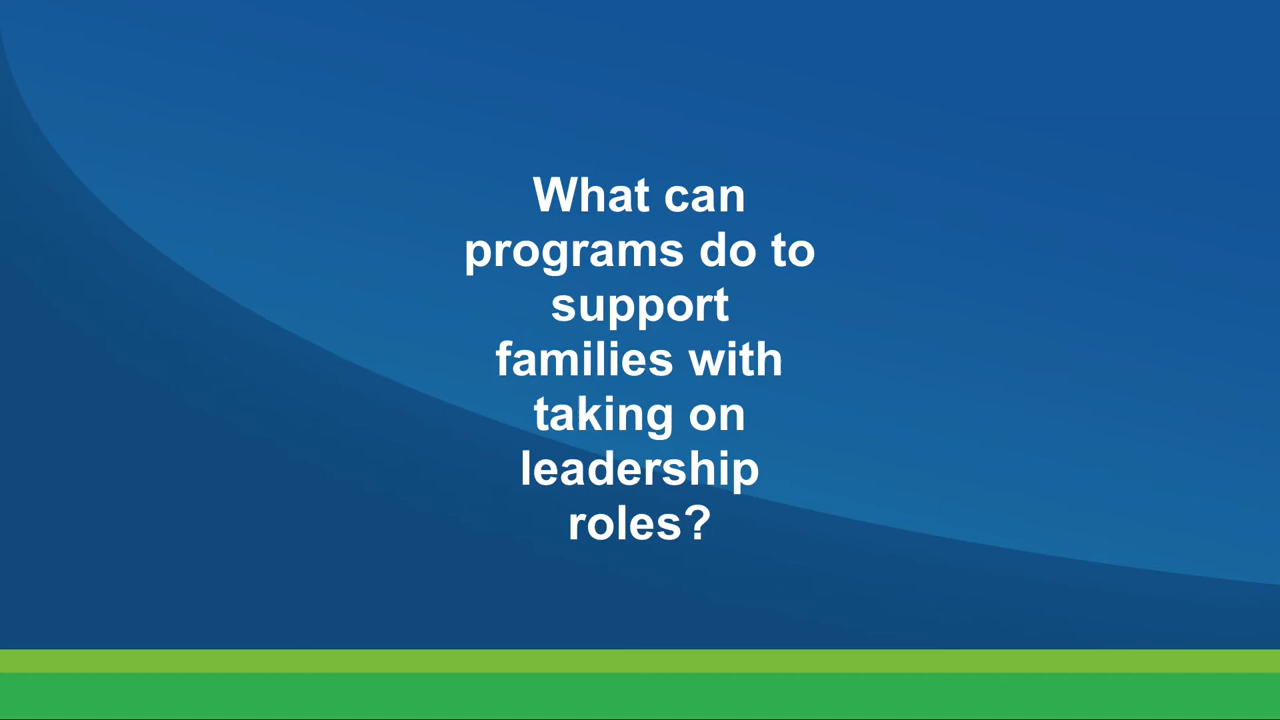 What can
programs do to
support
families with
taking on
leadership
roles?